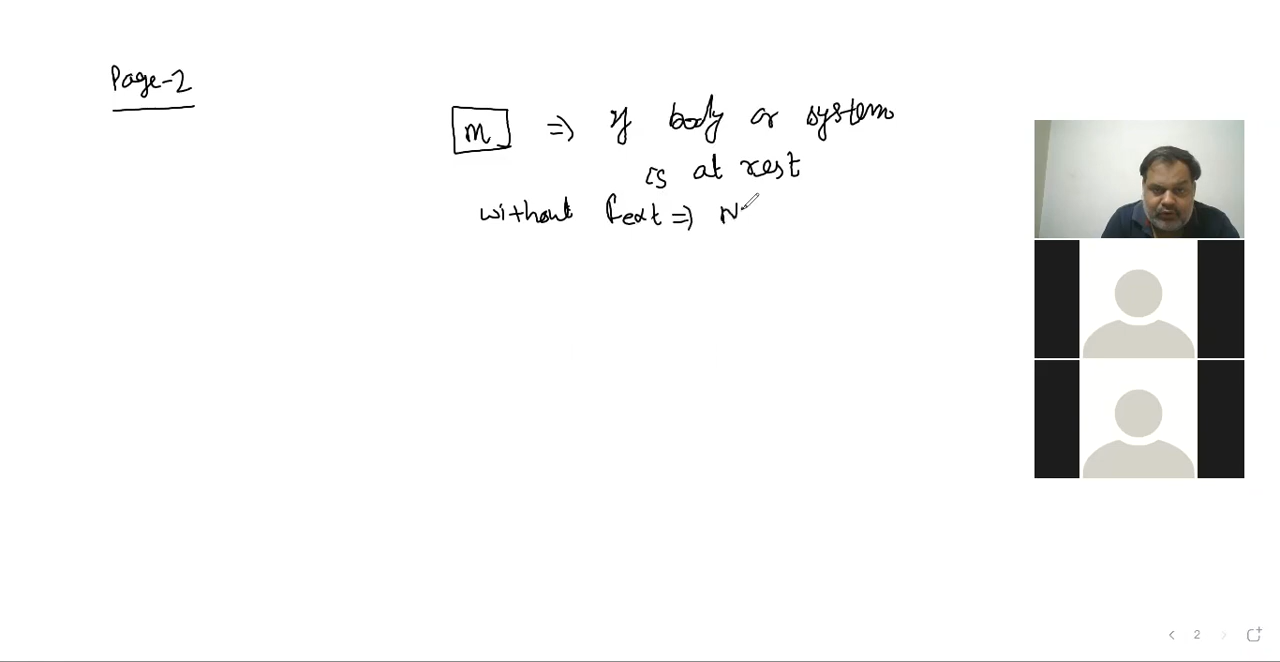 Page-2
m => if body or system
is at rest
without fext => N
2